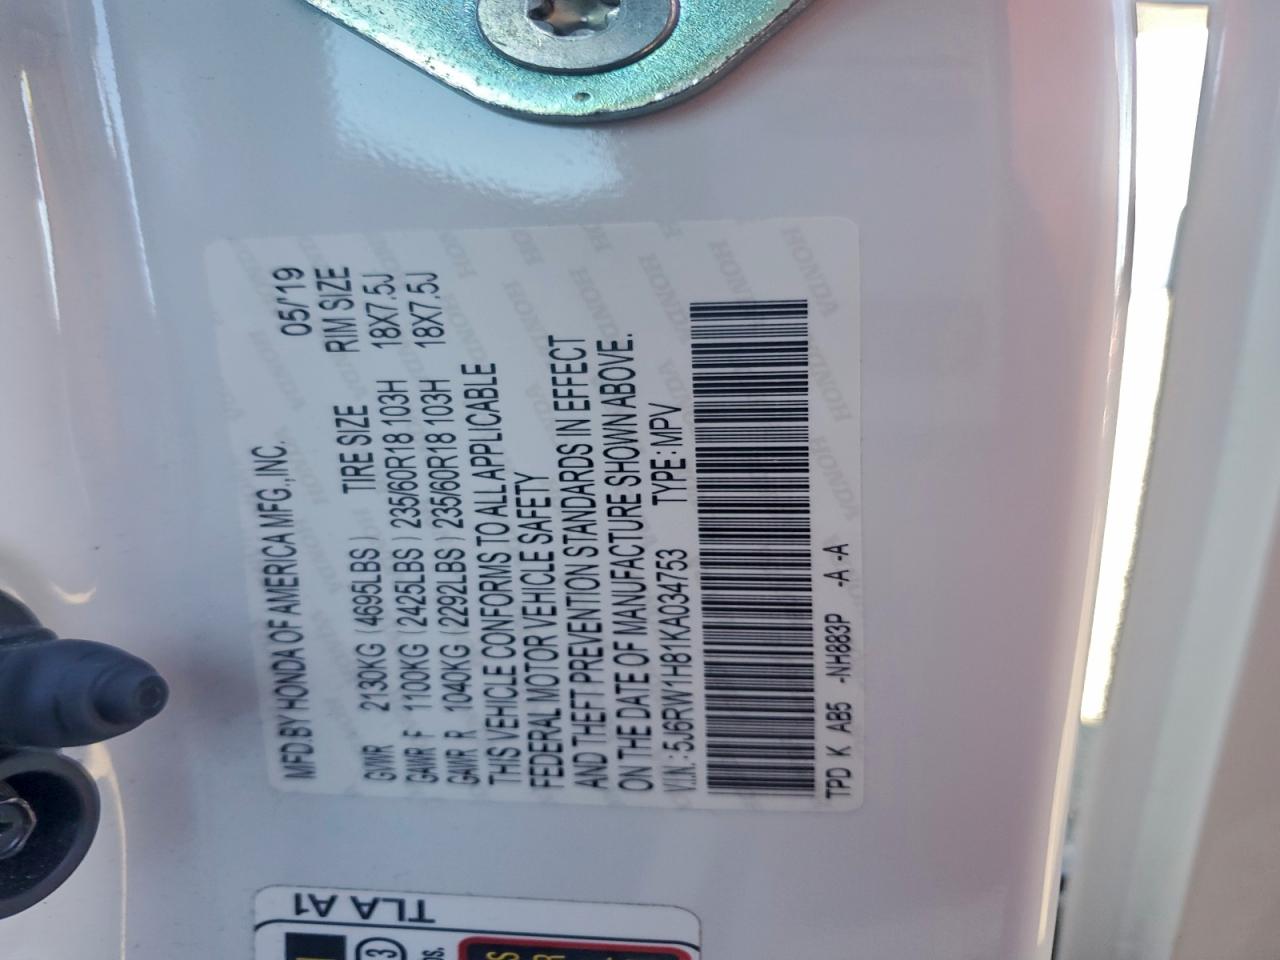 MFD.BY HONDA OF AMERICA MFG.,INC. 05/'19
TIRE SIZE RIM SIZE
GVWR 2130KG ( 4695LBS )
GAWR F 1100KG ( 2425LBS ) 235/60R18 103H 18X7.5J
GAWR R 1040KG ( 2292LBS ) 235/60R18 103H 18X7.5J
THIS VEHICLE CONFORMS TO ALL APPLICABLE
FEDERAL MOTOR VEHICLE SAFETY
AND THEFT PREVENTION STANDARDS IN EFFECT
ON THE DATE OF MANUFACTURE SHOWN ABOVE..
V.I.N.: 5J6RW1H81KA034753 TYPE : MPV
TPD K AB5 -NH883P -A -A
TLA A1
3